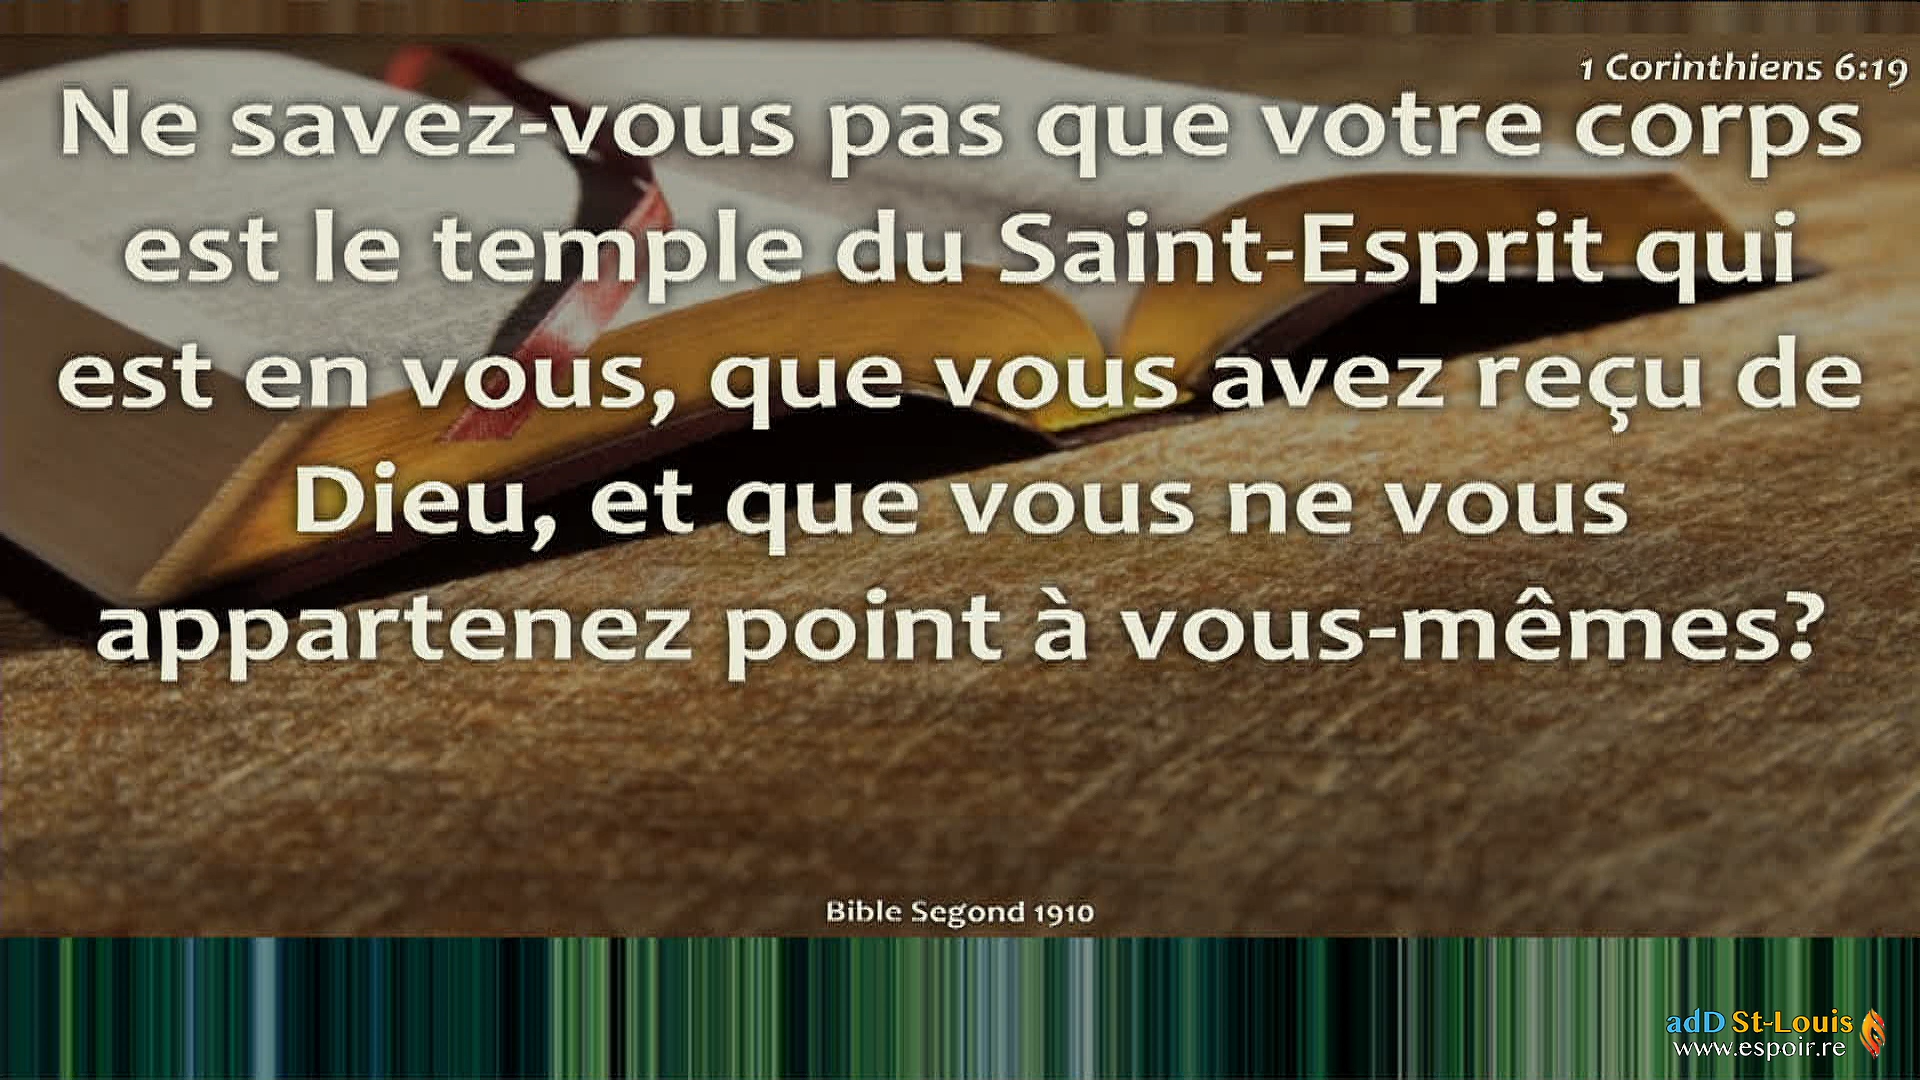 1 Corinthiens 6:19
Ne savez-vous pas que votre corps
est le temple du Saint-Esprit qui
est en vous, que vous avez reçu de
Dieu, et que vous ne vous
appartenez point à vous-mêmes?
Bible Segond 1910
adD St-Louis
www.espoir.re